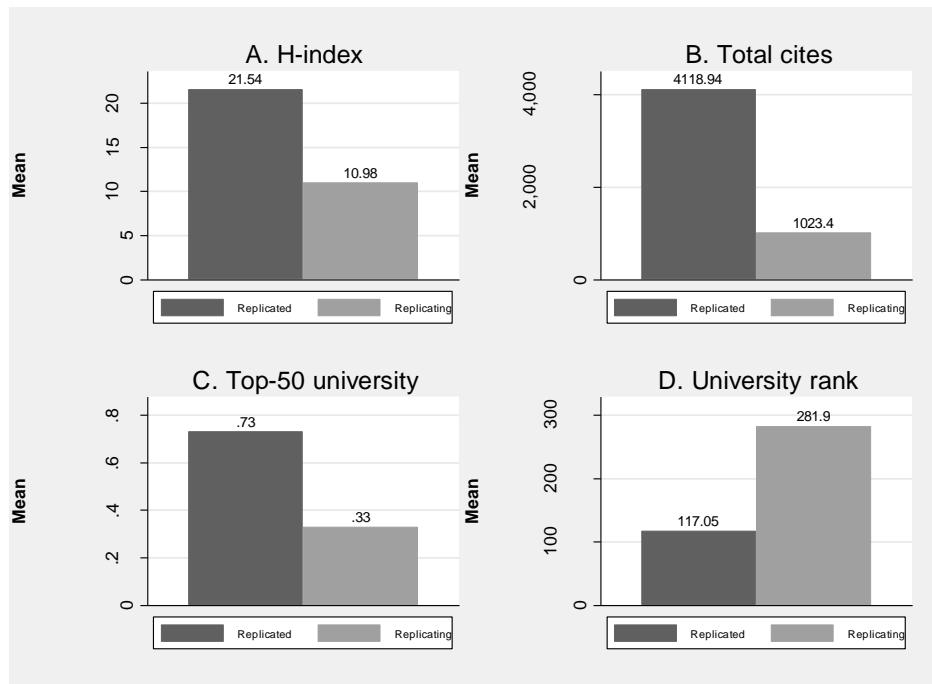 A. H-index
Mean
20
15
10
5
0
21.54
10.98
Replicated Replicating
B. Total cites
Mean
4,000
2,000
0
4118.94
1023.4
Replicated Replicating
C. Top-50 university
Mean
.8
.6
.4
.2
0
.73
.33
Replicated Replicating
D. University rank
Mean
300
200
100
0
117.05
281.9
Replicated Replicating